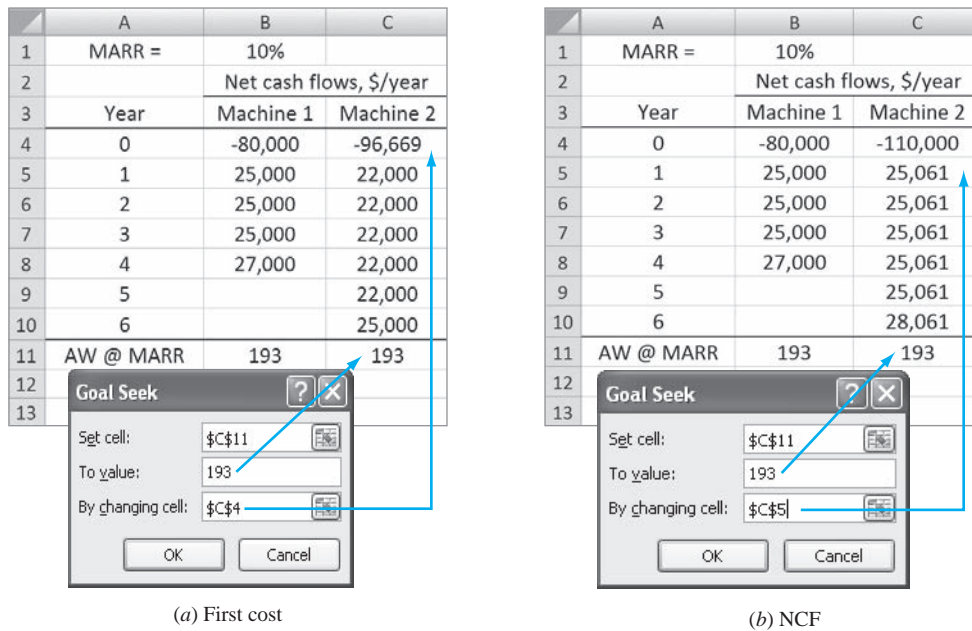 A B C
1 MARR = 10%
2 Net cash flows, $/year
3 Year Machine 1 Machine 2
4 0 -80,000 -96,669
5 1 25,000 22,000
6 2 25,000 22,000
7 3 25,000 22,000
8 4 27,000 22,000
9 5 22,000
10 6 25,000
11 AW @ MARR 193 193
12
13
Goal Seek ?
Set cell: $C$11
To value: 193
By changing cell: $C$4
OK Cancel
(a) First cost
A B C
1 MARR = 10%
2 Net cash flows, $/year
3 Year Machine 1 Machine 2
4 0 -80,000 -110,000
5 1 25,000 25,061
6 2 25,000 25,061
7 3 25,000 25,061
8 4 27,000 25,061
9 5 25,061
10 6 28,061
11 AW @ MARR 193 193
12
13
Goal Seek ?
Set cell: $C$11
To value: 193
By changing cell: $C$5
OK Cancel
(b) NCF